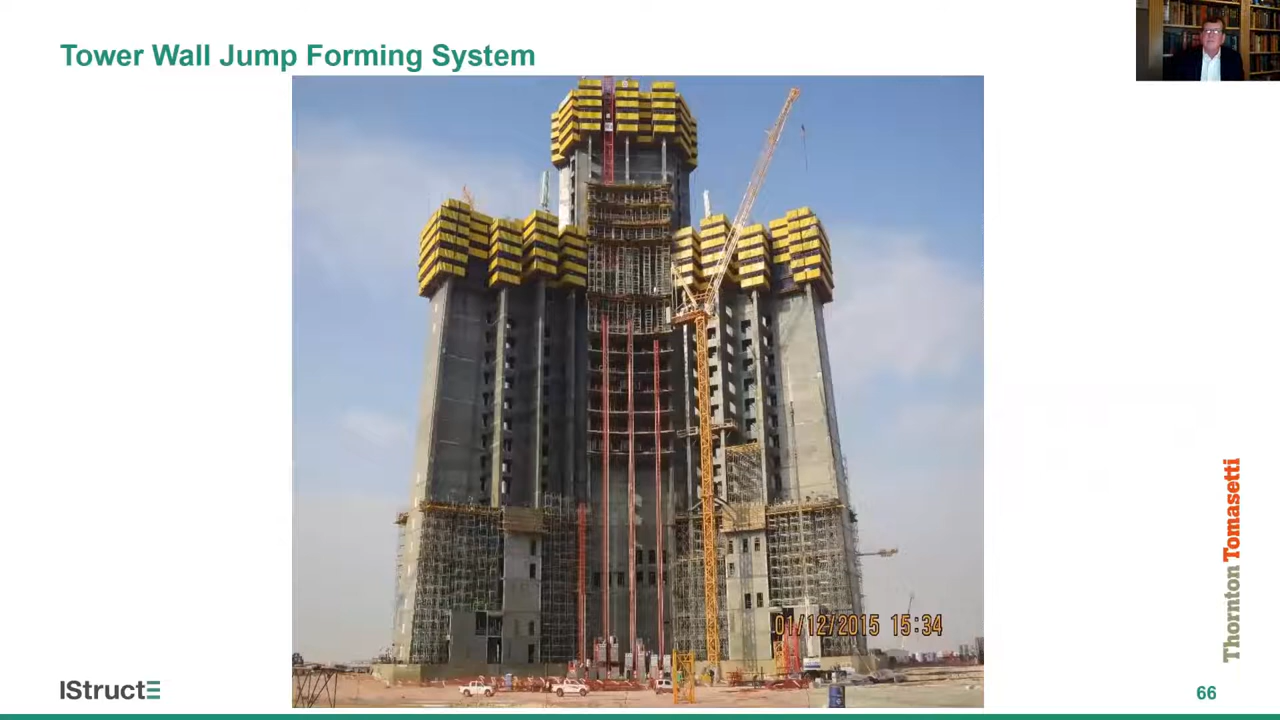 Tower Wall Jump Forming System
01/12/2015 15:34
Thornton Tomasetti
IStructE
66